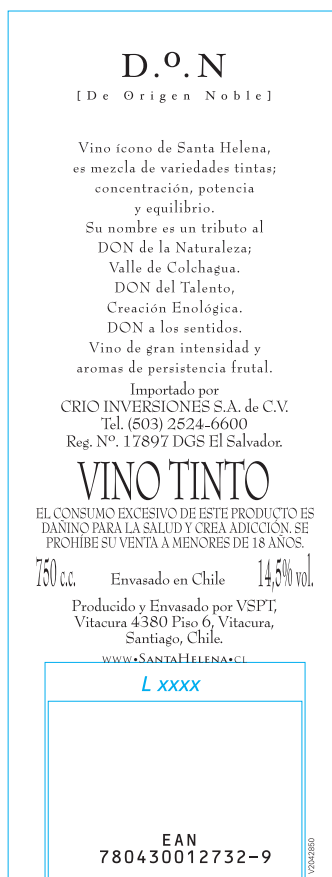 D.º.N
[De Origen Noble]
Vino ícono de Santa Helena,
es mezcla de variedades tintas;
concentración, potencia
y equilibrio.
Su nombre es un tributo al
DON de la Naturaleza;
Valle de Colchagua.
DON del Talento,
Creación Enológica.
DON a los sentidos.
Vino de gran intensidad y
aromas de persistencia frutal.
Importado por
CRIO INVERSIONES S.A. de C.V.
Tel. (503) 2524-6600
Reg. Nº. 17897 DGS El Salvador.
VINO TINTO
EL CONSUMO EXCESIVO DE ESTE PRODUCTO ES
DAÑINO PARA LA SALUD Y CREA ADICCIÓN. SE
PROHÍBE SU VENTA A MENORES DE 18 AÑOS.
750 c.c. Envasado en Chile 14,5% vol.
Producido y Envasado por VSPT,
Vitacura 4380 Piso 6, Vitacura,
Santiago, Chile.
www•SantaHelena•cl
L xxxx
EAN
780430012732-9
V2042850